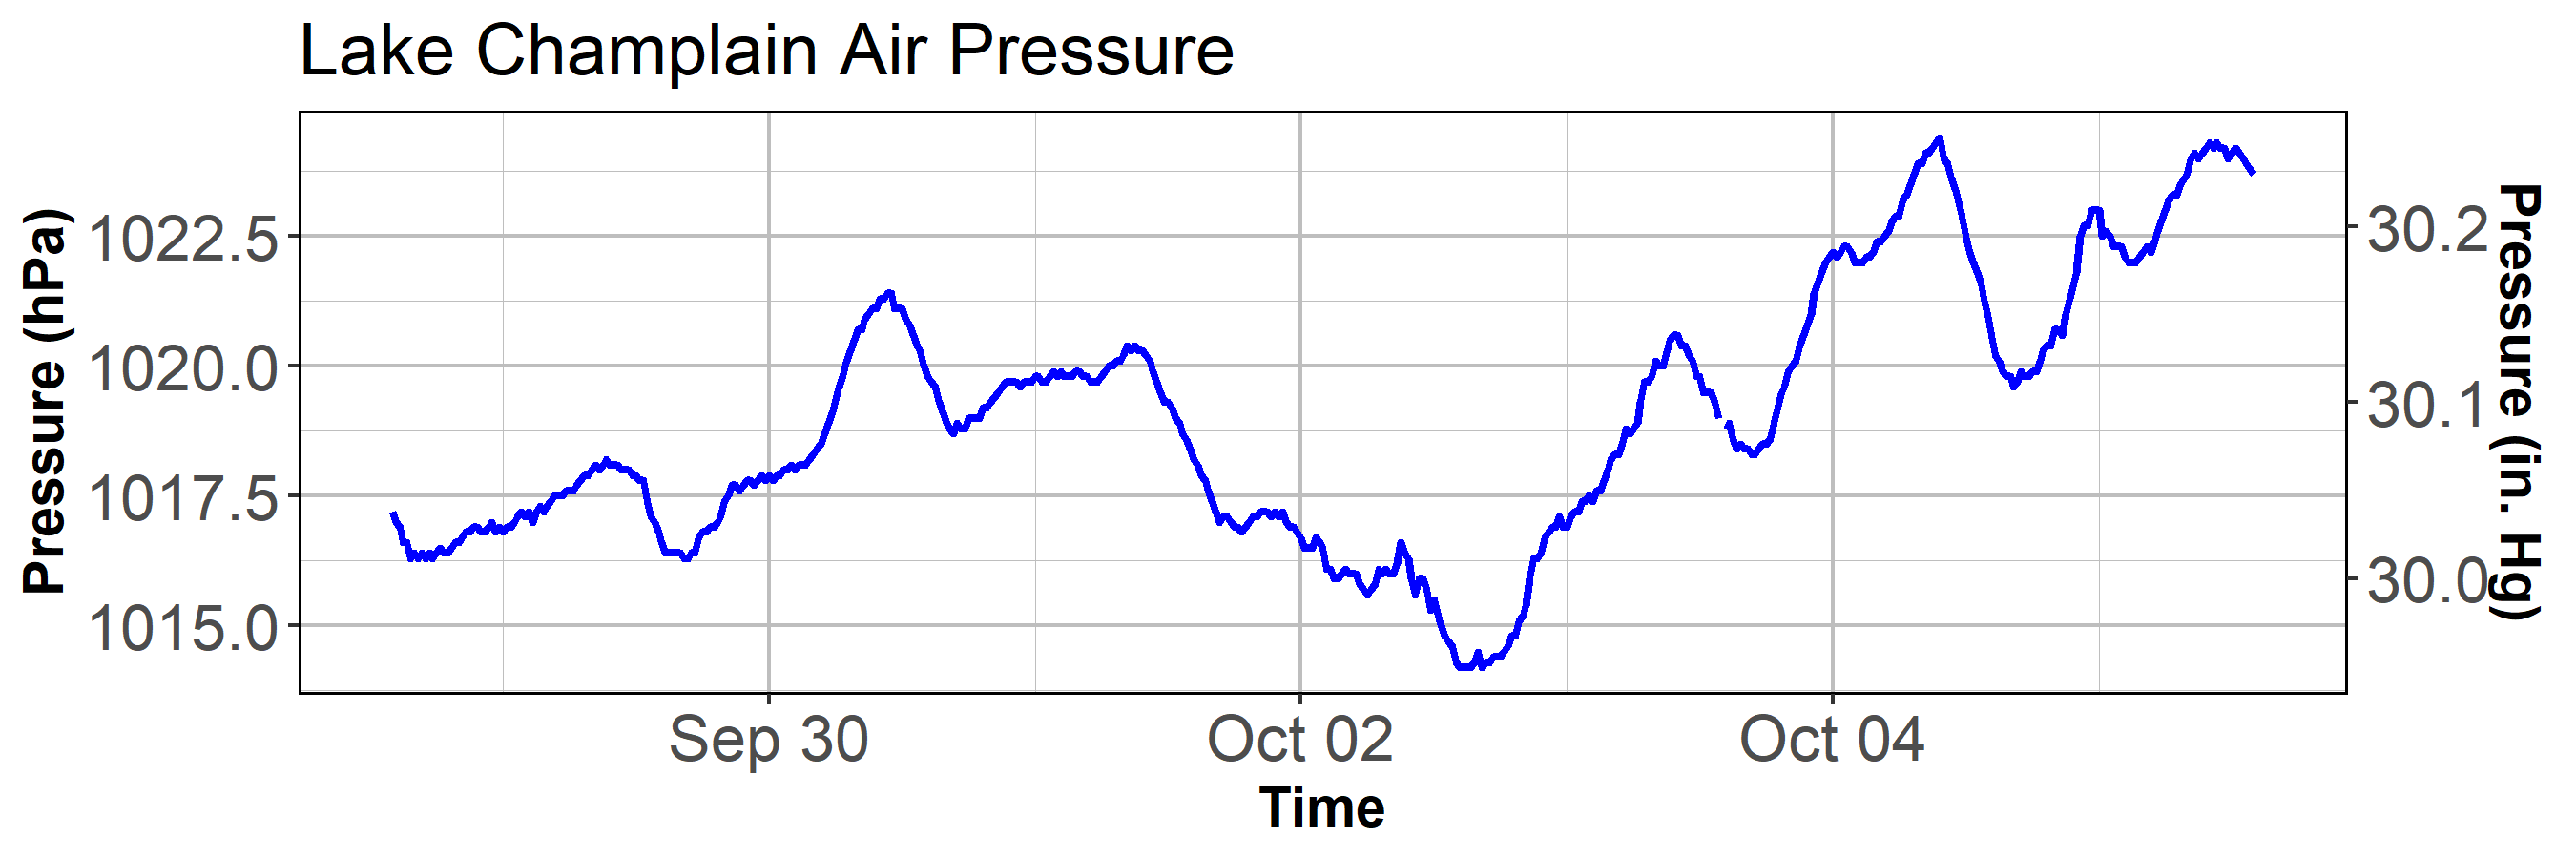 Lake Champlain Air Pressure
Pressure (hPa)
1022.5
1020.0
1017.5
1015.0
30.2
30.1
30.0
Pressure (in. Hg)
Sep 30
Oct 02
Oct 04
Time